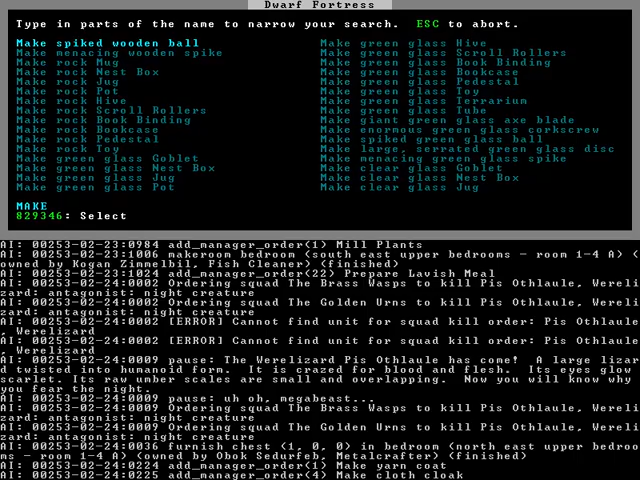 Dwarf Fortress
Type in parts of the name to narrow your search.  ESC to abort.
Make spiked wooden ball Make green glass Hive
Make menacing wooden spike Make green glass Scroll Rollers
Make rock Mug Make green glass Book Binding
Make rock Nest Box Make green glass Bookcase
Make rock Jug Make green glass Pedestal
Make rock Pot Make green glass Toy
Make rock Hive Make green glass Terrarium
Make rock Scroll Rollers Make green glass Tube
Make rock Book Binding Make giant green glass axe blade
Make rock Bookcase Make enormous green glass corkscrew
Make rock Pedestal Make spiked green glass ball
Make rock Toy Make large, serrated green glass disc
Make green glass Goblet Make menacing green glass spike
Make green glass Nest Box Make clear glass Goblet
Make green glass Jug Make clear glass Nest Box
Make green glass Pot Make clear glass Jug
MAKE
829346: Select
AI: 00253-02-23:0984 add_manager_order(1) Mill Plants
AI: 00253-02-23:1006 makeroom bedroom (south east upper bedrooms - room 1-4 A) (
owned by Kogan Zimmelbil, Fish Cleaner) (finished)
AI: 00253-02-23:1024 add_manager_order(22) Prepare Lavish Meal
AI: 00253-02-24:0002 Ordering squad The Brass Wasps to kill Pis Othlaule, Wereli
zard: antagonist: night creature
AI: 00253-02-24:0002 Ordering squad The Golden Urns to kill Pis Othlaule, Wereli
zard: antagonist: night creature
AI: 00253-02-24:0002 [ERROR] Cannot find unit for squad kill order: Pis Othlaule
, Werelizard
AI: 00253-02-24:0002 [ERROR] Cannot find unit for squad kill order: Pis Othlaule
, Werelizard
AI: 00253-02-24:0009 pause: The Werelizard Pis Othlaule has come!  A large lizar
d twisted into humanoid form.  It is crazed for blood and flesh.  Its eyes glow
scarlet. Its raw umber scales are small and overlapping.  Now you will know why
you fear the night.
AI: 00253-02-24:0009 pause: uh oh, megabeast...
AI: 00253-02-24:0009 Ordering squad The Brass Wasps to kill Pis Othlaule, Wereli
zard: antagonist: night creature
AI: 00253-02-24:0009 Ordering squad The Golden Urns to kill Pis Othlaule, Wereli
zard: antagonist: night creature
AI: 00253-02-24:0036 furnish chest (1, 0, 0) in bedroom (north east upper bedroo
ms - room 1-4 A) (owned by Obok Sedurfeb, Metalcrafter) (finished)
AI: 00253-02-24:0224 add_manager_order(1) Make yarn coat
AI: 00253-02-24:0225 add_manager_order(4) Make cloth cloak